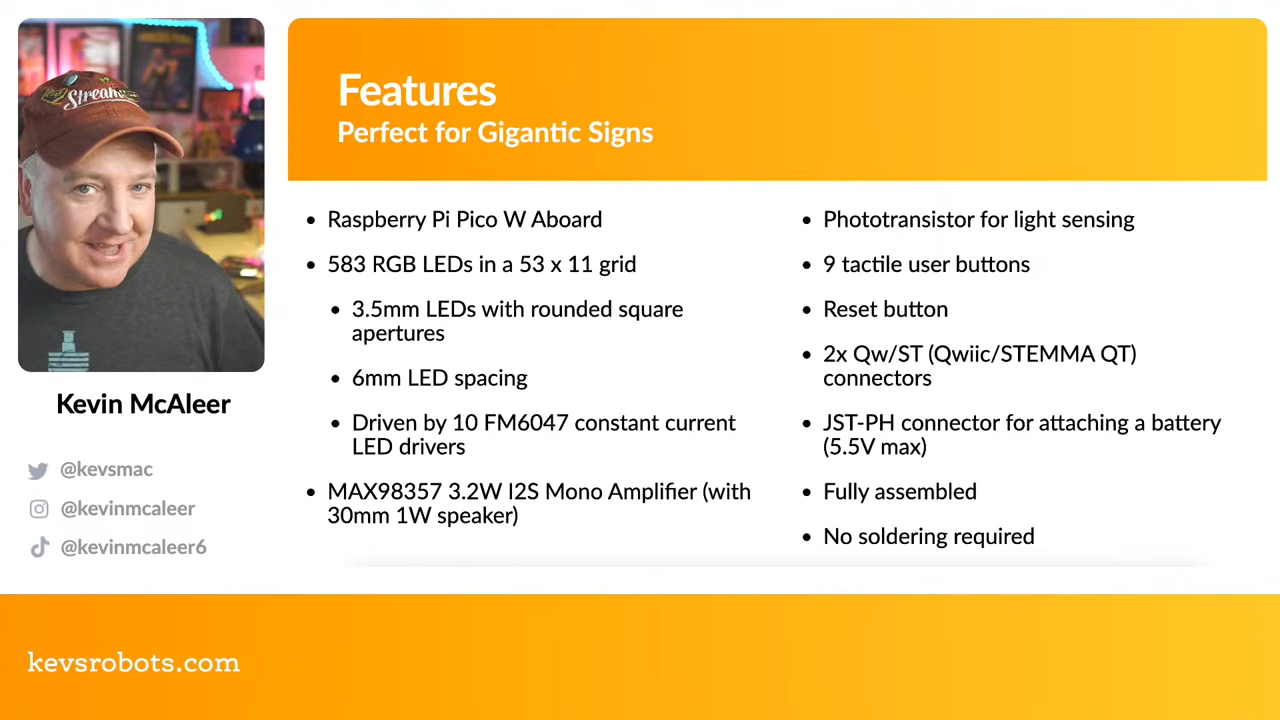 Stream
Features
Perfect for Gigantic Signs
• Raspberry Pi Pico W Aboard
• 583 RGB LEDs in a 53 x 11 grid
• 3.5mm LEDs with rounded square
apertures
• 6mm LED spacing
• Driven by 10 FM6047 constant current
LED drivers
• MAX98357 3.2W I2S Mono Amplifier (with
30mm 1W speaker)
• Phototransistor for light sensing
• 9 tactile user buttons
• Reset button
• 2x Qw/ST (Qwiic/STEMMA QT)
connectors
• JST-PH connector for attaching a battery
(5.5V max)
• Fully assembled
• No soldering required
Kevin McAleer
@kevsmac
@kevinmcaleer
@kevinmcaleer6
kevsrobots.com